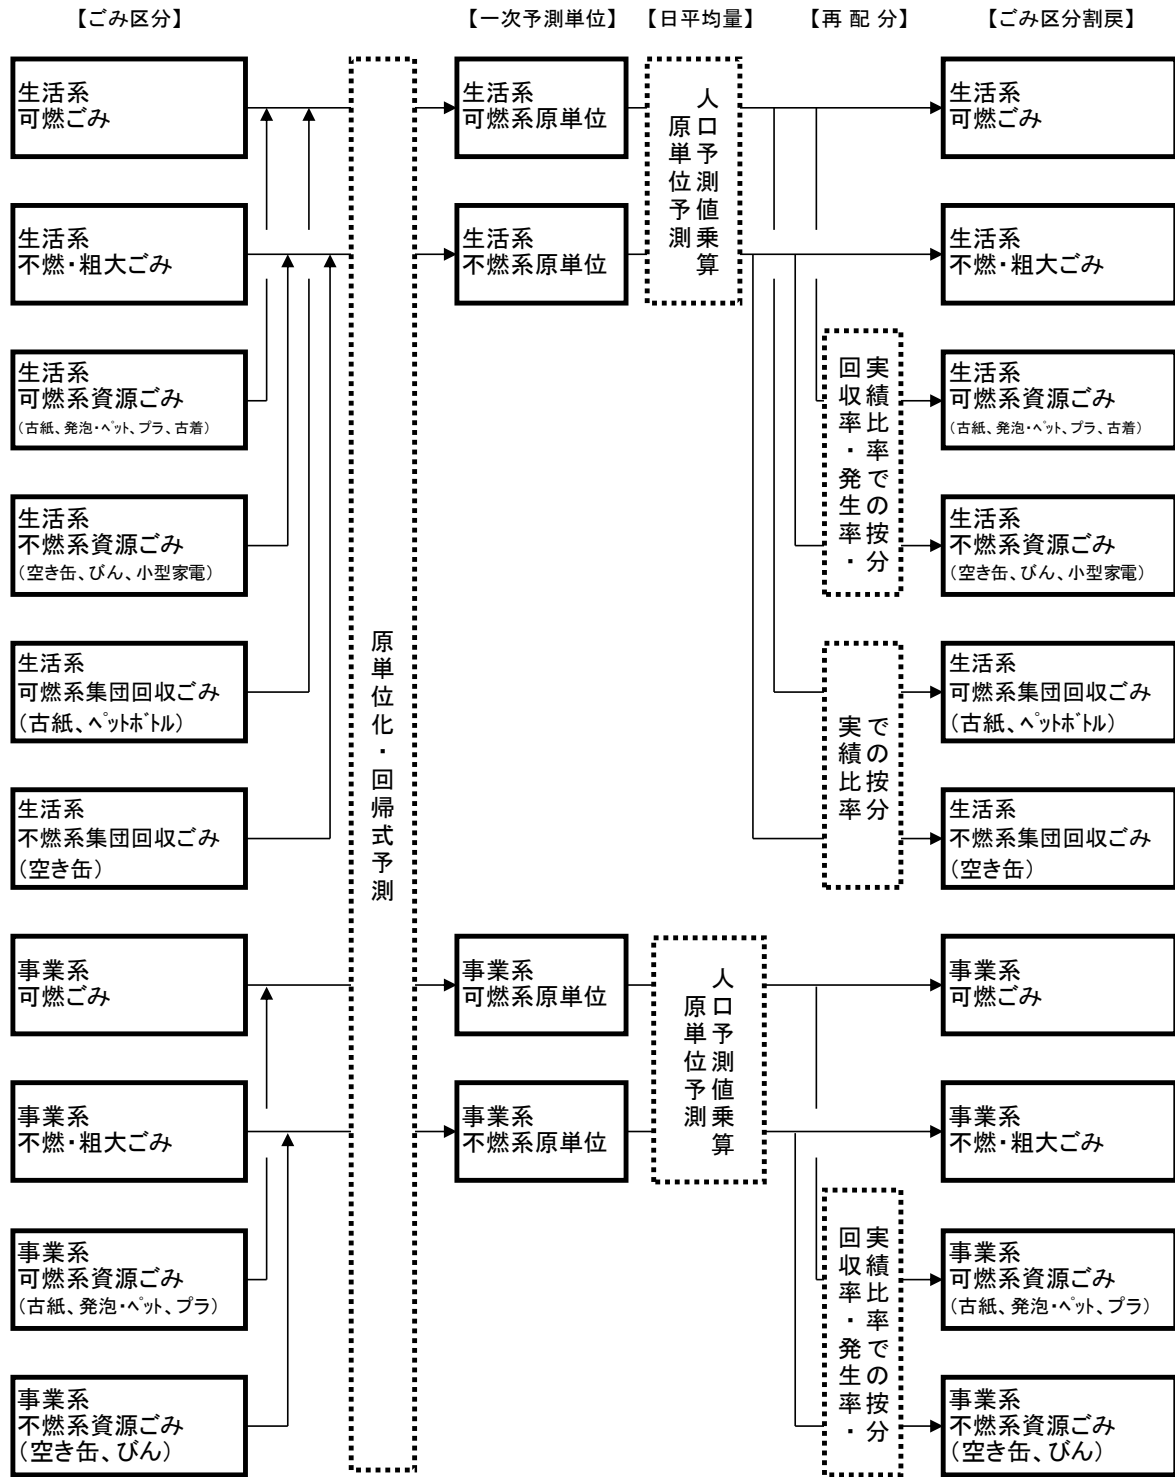 【ごみ区分】
【一次予測単位】
【日平均量】
【再 配 分】
【ごみ区分割戻】
生活系
可燃ごみ
生活系
不燃・粗大ごみ
生活系
可燃系資源ごみ
(古紙、発泡・ペット、プラ、古着)
生活系
不燃系資源ごみ
(空き缶、びん、小型家電)
生活系
可燃系集団回収ごみ
(古紙、ペットボトル)
生活系
不燃系集団回収ごみ
(空き缶)
事業系
可燃ごみ
事業系
不燃・粗大ごみ
事業系
可燃系資源ごみ
(古紙、発泡・ペット、プラ)
事業系
不燃系資源ごみ
(空き缶、びん)
原単位化・回帰式予測
生活系
可燃系原単位
生活系
不燃系原単位
事業系
可燃系原単位
事業系
不燃系原単位
原単位予測
人口予測値乗算
原単位予測
人口予測値乗算
回収率・発生率・
実績比率での按分
実績比率
での按分
回収率・発生率・
実績比率での按分
生活系
可燃ごみ
生活系
不燃・粗大ごみ
生活系
可燃系資源ごみ
(古紙、発泡・ペット、プラ、古着)
生活系
不燃系資源ごみ
(空き缶、びん、小型家電)
生活系
可燃系集団回収ごみ
(古紙、ペットボトル)
生活系
不燃系集団回収ごみ
(空き缶)
事業系
可燃ごみ
事業系
不燃・粗大ごみ
事業系
可燃系資源ごみ
(古紙、発泡・ペット、プラ)
事業系
不燃系資源ごみ
(空き缶、びん)